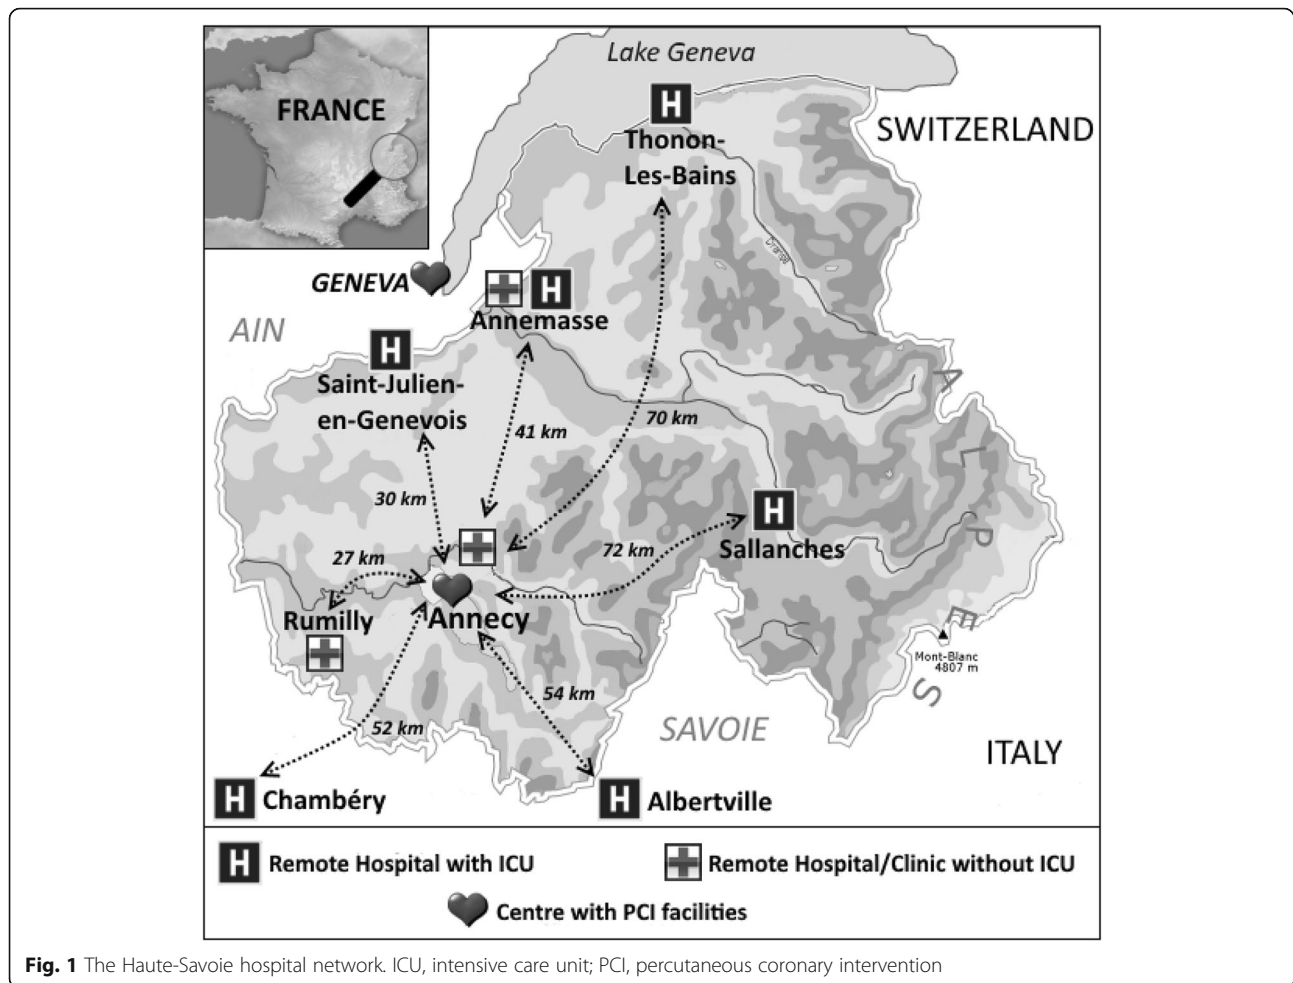 Lake Geneva
FRANCE
H
Thonon-
Les-Bains
SWITZERLAND
Dranse
GENEVA
H
Annemasse
AIN
H
Saint-Julien-
en-Genevois
ALPES
41 km
70 km
30 km
H
Sallanches
72 km
27 km
Rumilly
Annecy
Mont-Blanc
4807 m
54 km
52 km
SAVOIE
ITALY
H Chambéry
H Albertville
H Remote Hospital with ICU
Remote Hospital/Clinic without ICU
Centre with PCI facilities
Fig. 1 The Haute-Savoie hospital network. ICU, intensive care unit; PCI, percutaneous coronary intervention